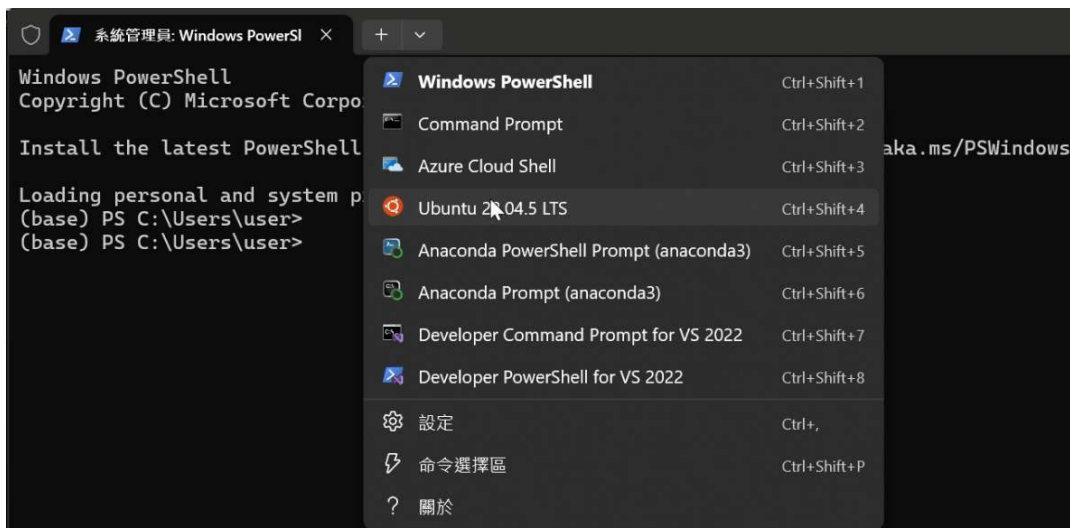 系統管理員: Windows PowerSl
Windows PowerShell
Copyright (C) Microsoft Corpo
Install the latest PowerShell
aka.ms/PSWindows
Loading personal and system p
(base) PS C:\Users\user>
(base) PS C:\Users\user>
Windows PowerShell Ctrl+Shift+1
Command Prompt Ctrl+Shift+2
Azure Cloud Shell Ctrl+Shift+3
Ubuntu 04.5 LTS Ctrl+Shift+4
Anaconda PowerShell Prompt (anaconda3) Ctrl+Shift+5
Anaconda Prompt (anaconda3) Ctrl+Shift+6
Developer Command Prompt for VS 2022 Ctrl+Shift+7
Developer PowerShell for VS 2022 Ctrl+Shift+8
設定 Ctrl+,
命令選擇區 Ctrl+Shift+P
關於